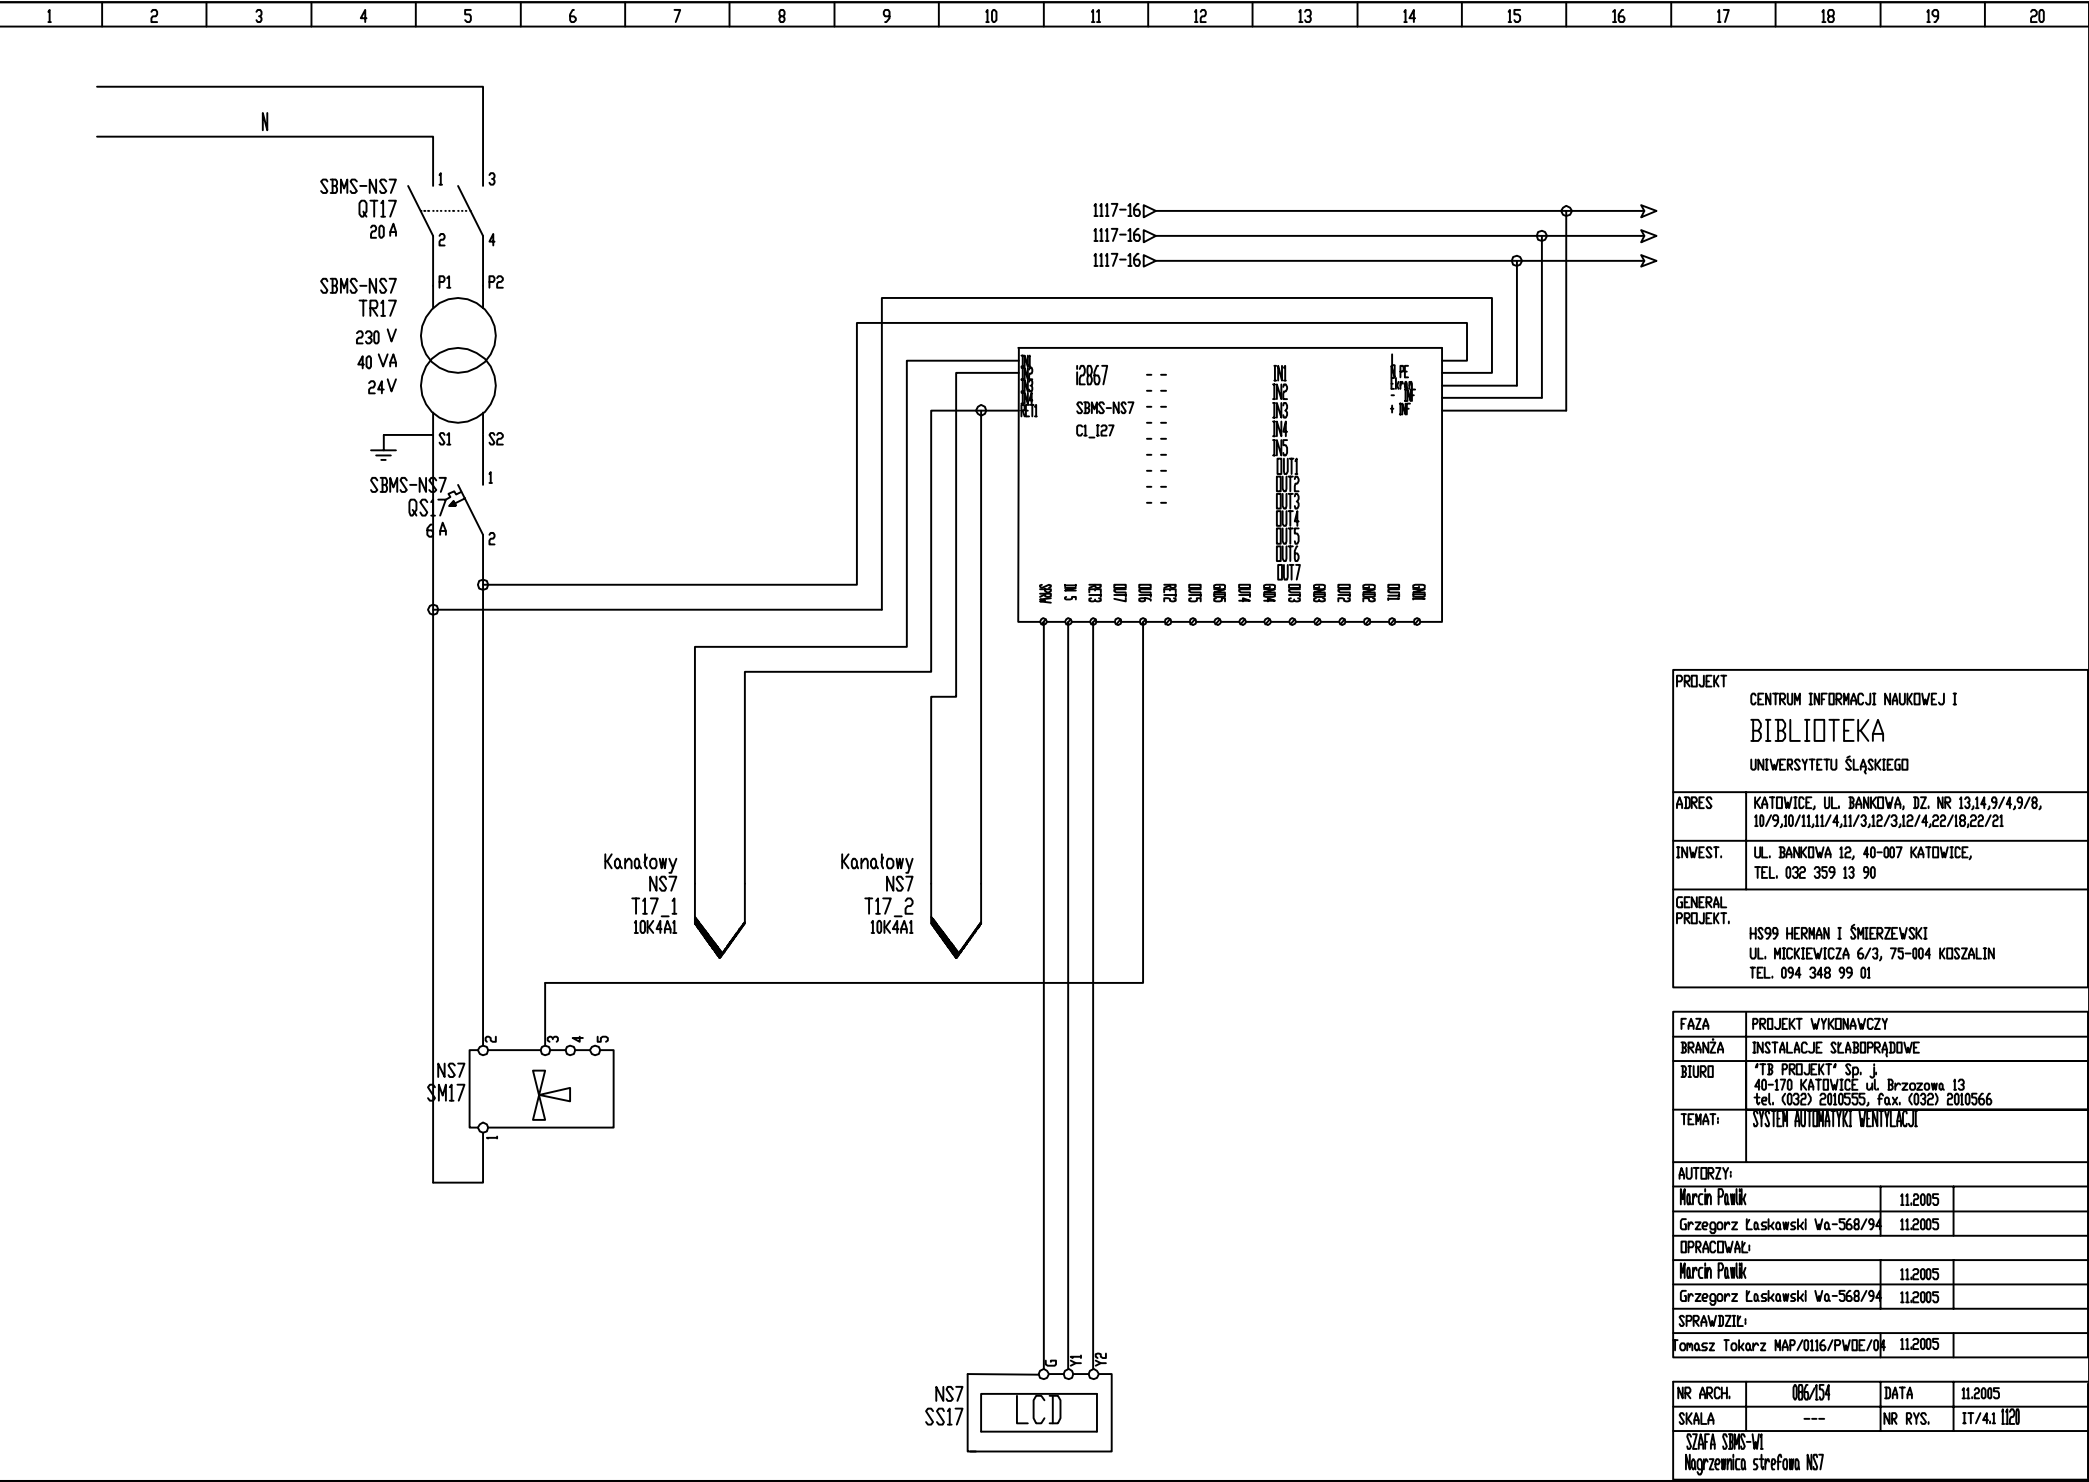 1 2 3 4 5 6 7 8 9 10 11 12 13 14 15 16 17 18 19 20
N
SBMS-NS7
QT17
20 A
1 3
2 4
SBMS-NS7
TR17
230 V
40 VA
24 V
P1 P2
S1 S2
SBMS-NS7
QS17
6 A
1
2
1117-16
1117-16
1117-16
IN1
IN2
IN3
IN4
RET1
i2867
SBMS-NS7
C1_I27
- -
- -
- -
- -
- -
- -
- -
- -
- -
IN1
IN2
IN3
IN4
IN5
OUT1
OUT2
OUT3
OUT4
OUT5
OUT6
OUT7
L
N PE
Ekran
- INF
+ INF
SPRW IN 5 RET3 OUT7 OUT6 RET2 OUT5 GND5 OUT4 GND4 OUT3 GND3 OUT2 GND2 OUT1 GND1
Kanałowy
NS7
T17_1
10K4A1
Kanałowy
NS7
T17_2
10K4A1
NS7
SM17
2 3 4 5
1
NS7
SS17
G Y1 Y2
LCD
PROJEKT
CENTRUM INFORMACJI NAUKOWEJ I
BIBLIOTEKA
UNIWERSYTETU ŚLĄSKIEGO
ADRES KATOWICE, UL. BANKOWA, DZ. NR 13,14,9/4,9/8,
10/9,10/11,11/4,11/3,12/3,12/4,22/18,22/21
INWEST. UL. BANKOWA 12, 40-007 KATOWICE,
TEL. 032 359 13 90
GENERAL
PROJEKT.
HS99 HERMAN I ŚMIERZEWSKI
UL. MICKIEWICZA 6/3, 75-004 KOSZALIN
TEL. 094 348 99 01
FAZA PROJEKT WYKONAWCZY
BRANŻA INSTALACJE SŁABOPRĄDOWE
BIURO "TB PROJEKT" Sp. j.
40-170 KATOWICE ul. Brzozowa 13
tel. (032) 2010555, fax. (032) 2010566
TEMAT: SYSTEM AUTOMATYKI WENTYLACJI
AUTORZY:
Marcin Pawlik 11.2005
Grzegorz Łaskawski Wa-568/94 11.2005
OPRACOWAŁ:
Marcin Pawlik 11.2005
Grzegorz Łaskawski Wa-568/94 11.2005
SPRAWDZIŁ:
Tomasz Tokarz MAP/0116/PWOE/04 11.2005
NR ARCH. 086/154 DATA 11.2005
SKALA --- NR RYS. IT/4.1 1120
SZAFA SBMS-W1
Nagrzewnica strefowa NS7